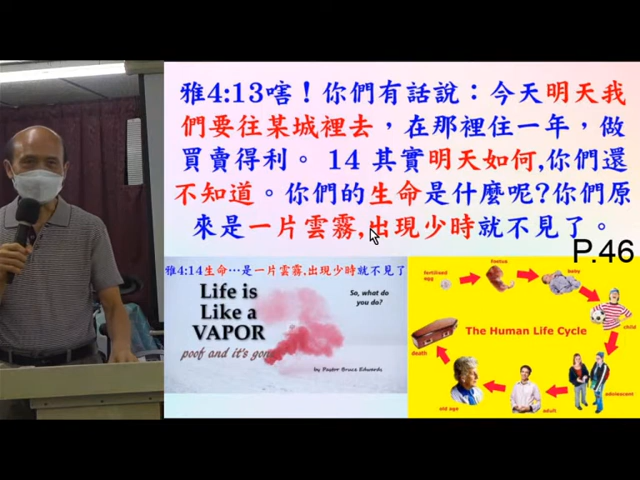 雅4:13嗐！你們有話說：今天明天我
們要往某城裡去，在那裡住一年，做
買賣得利。 14 其實明天如何,你們還
不知道。你們的生命是什麼呢?你們原
來是一片雲霧,出現少時就不見了。
P.46
雅4:14生命…是一片雲霧,出現少時就不見了
Life is
Like a
VAPOR
poof and it's gone
So, what do
you do?
by Pastor Bruce Edwards
foetus
fertilised
egg
baby
child
The Human Life Cycle
death
adolescent
old age
adult